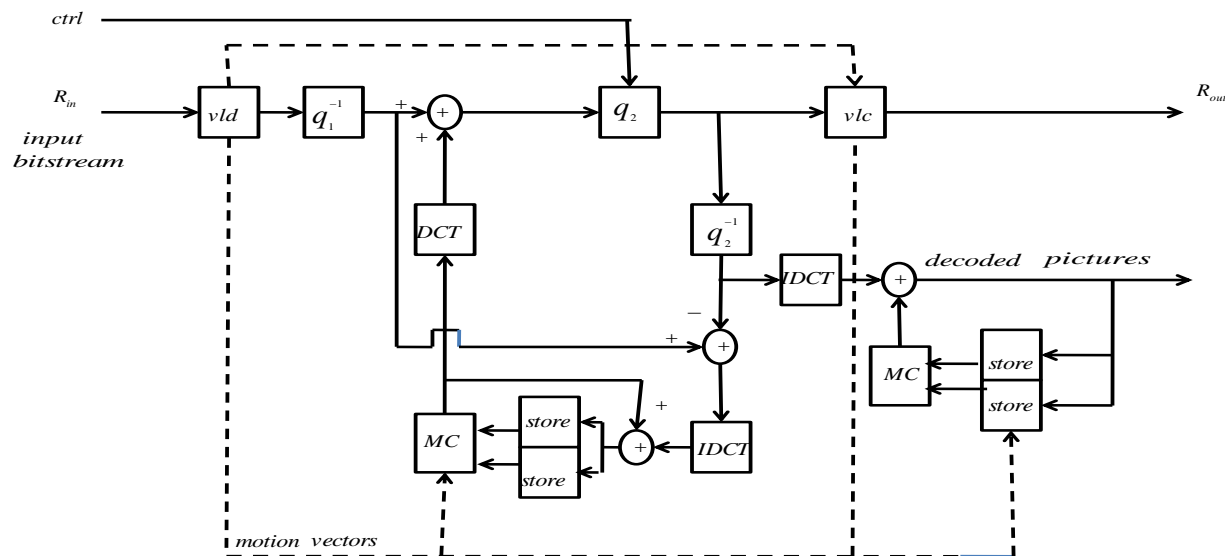 ctrl
R_in
R_out
input
bitstream
vld
q_1^-1
+
+
+
q_2
vlc
DCT
q_2^-1
IDCT
+
decoded pictures
−
+
+
MC
store
store
+
MC
store
store
+
IDCT
motion vectors